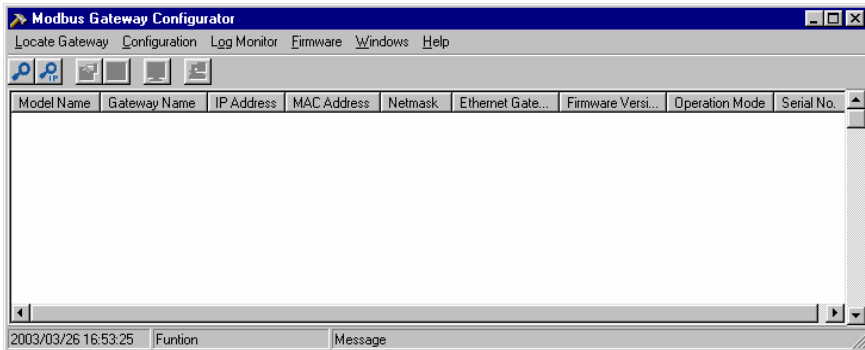 Modbus Gateway Configurator
Locate Gateway Configuration Log Monitor Firmware Windows Help
IP
Model Name Gateway Name IP Address MAC Address Netmask Ethernet Gate... Firmware Versi... Operation Mode Serial No.
2003/03/26 16:53:25 Funtion Message